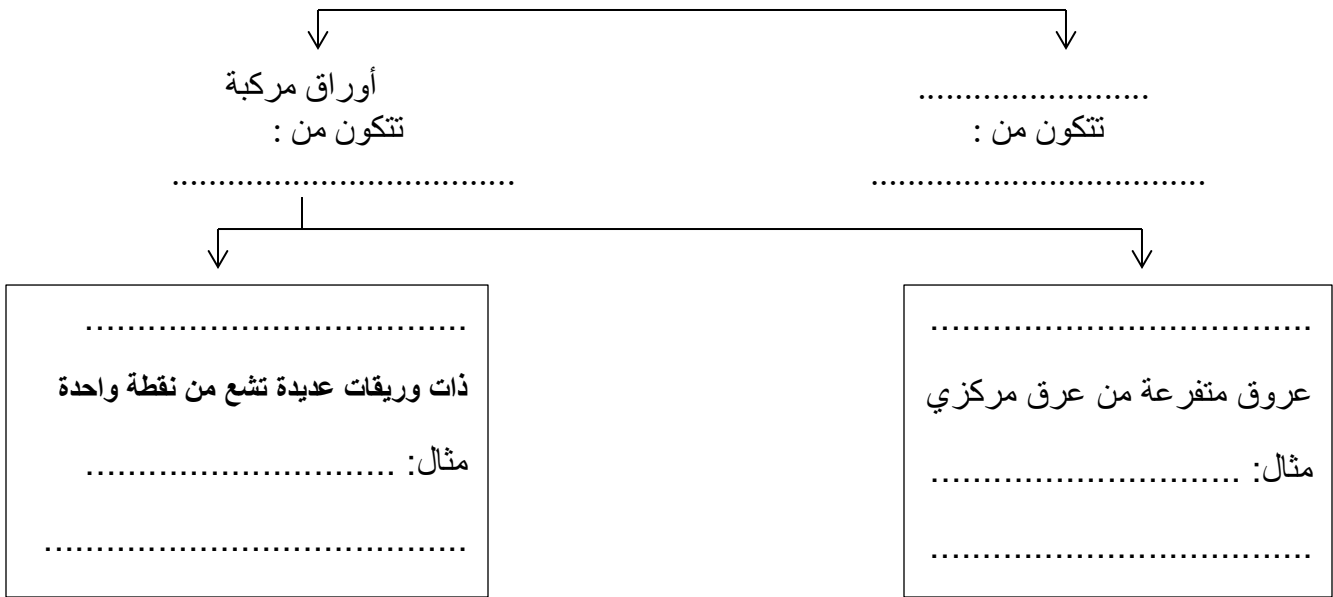 .........................
أوراق مركبة
تتكون من :
تتكون من :
....................................
.....................................
.....................................
عروق متفرعة من عرق مركزي
مثال: ..............................
.....................................
.....................................
ذات وريقات عديدة تشع من نقطة واحدة
مثال: ..............................
.........................................